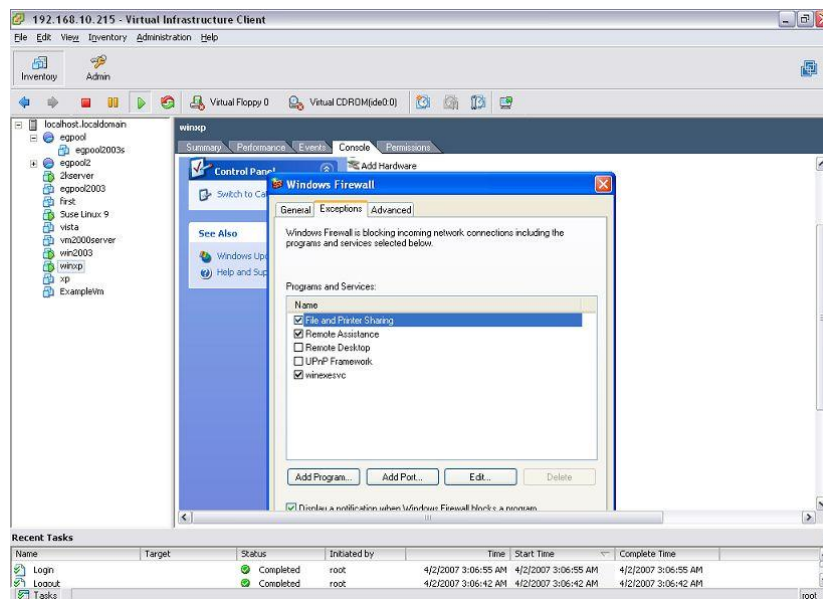 192.168.10.215 - Virtual Infrastructure Client
File Edit View Inventory Administration Help
Inventory Admin
Virtual Floppy 0 Virtual CDROM(ide0:0)
localhost.localdomain
egpool
egpool2003s
egpool2
2kserver
egpool2003
first
Suse Linux 9
vista
vm2000server
win2003
winxp
xp
ExampleVm
winxp
Summary Performance Events Console Permissions
Control Panel
Add Hardware
Switch to Ca
See Also
Windows Upd
Help and Sup
Windows Firewall
General Exceptions Advanced
Windows Firewall is blocking incoming network connections including the
programs and services selected below.
Programs and Services:
Name
File and Printer Sharing
Remote Assistance
Remote Desktop
UPnP Framework
winexesvc
Add Program... Add Port... Edit... Delete
Display a notification when Windows Firewall blocks a program
Recent Tasks
Name Target Status Initiated by Time Start Time Complete Time
Login Completed root 4/2/2007 3:06:55 AM 4/2/2007 3:06:55 AM 4/2/2007 3:06:55 AM
Logout Completed root 4/2/2007 3:06:42 AM 4/2/2007 3:06:42 AM 4/2/2007 3:06:42 AM
Tasks root